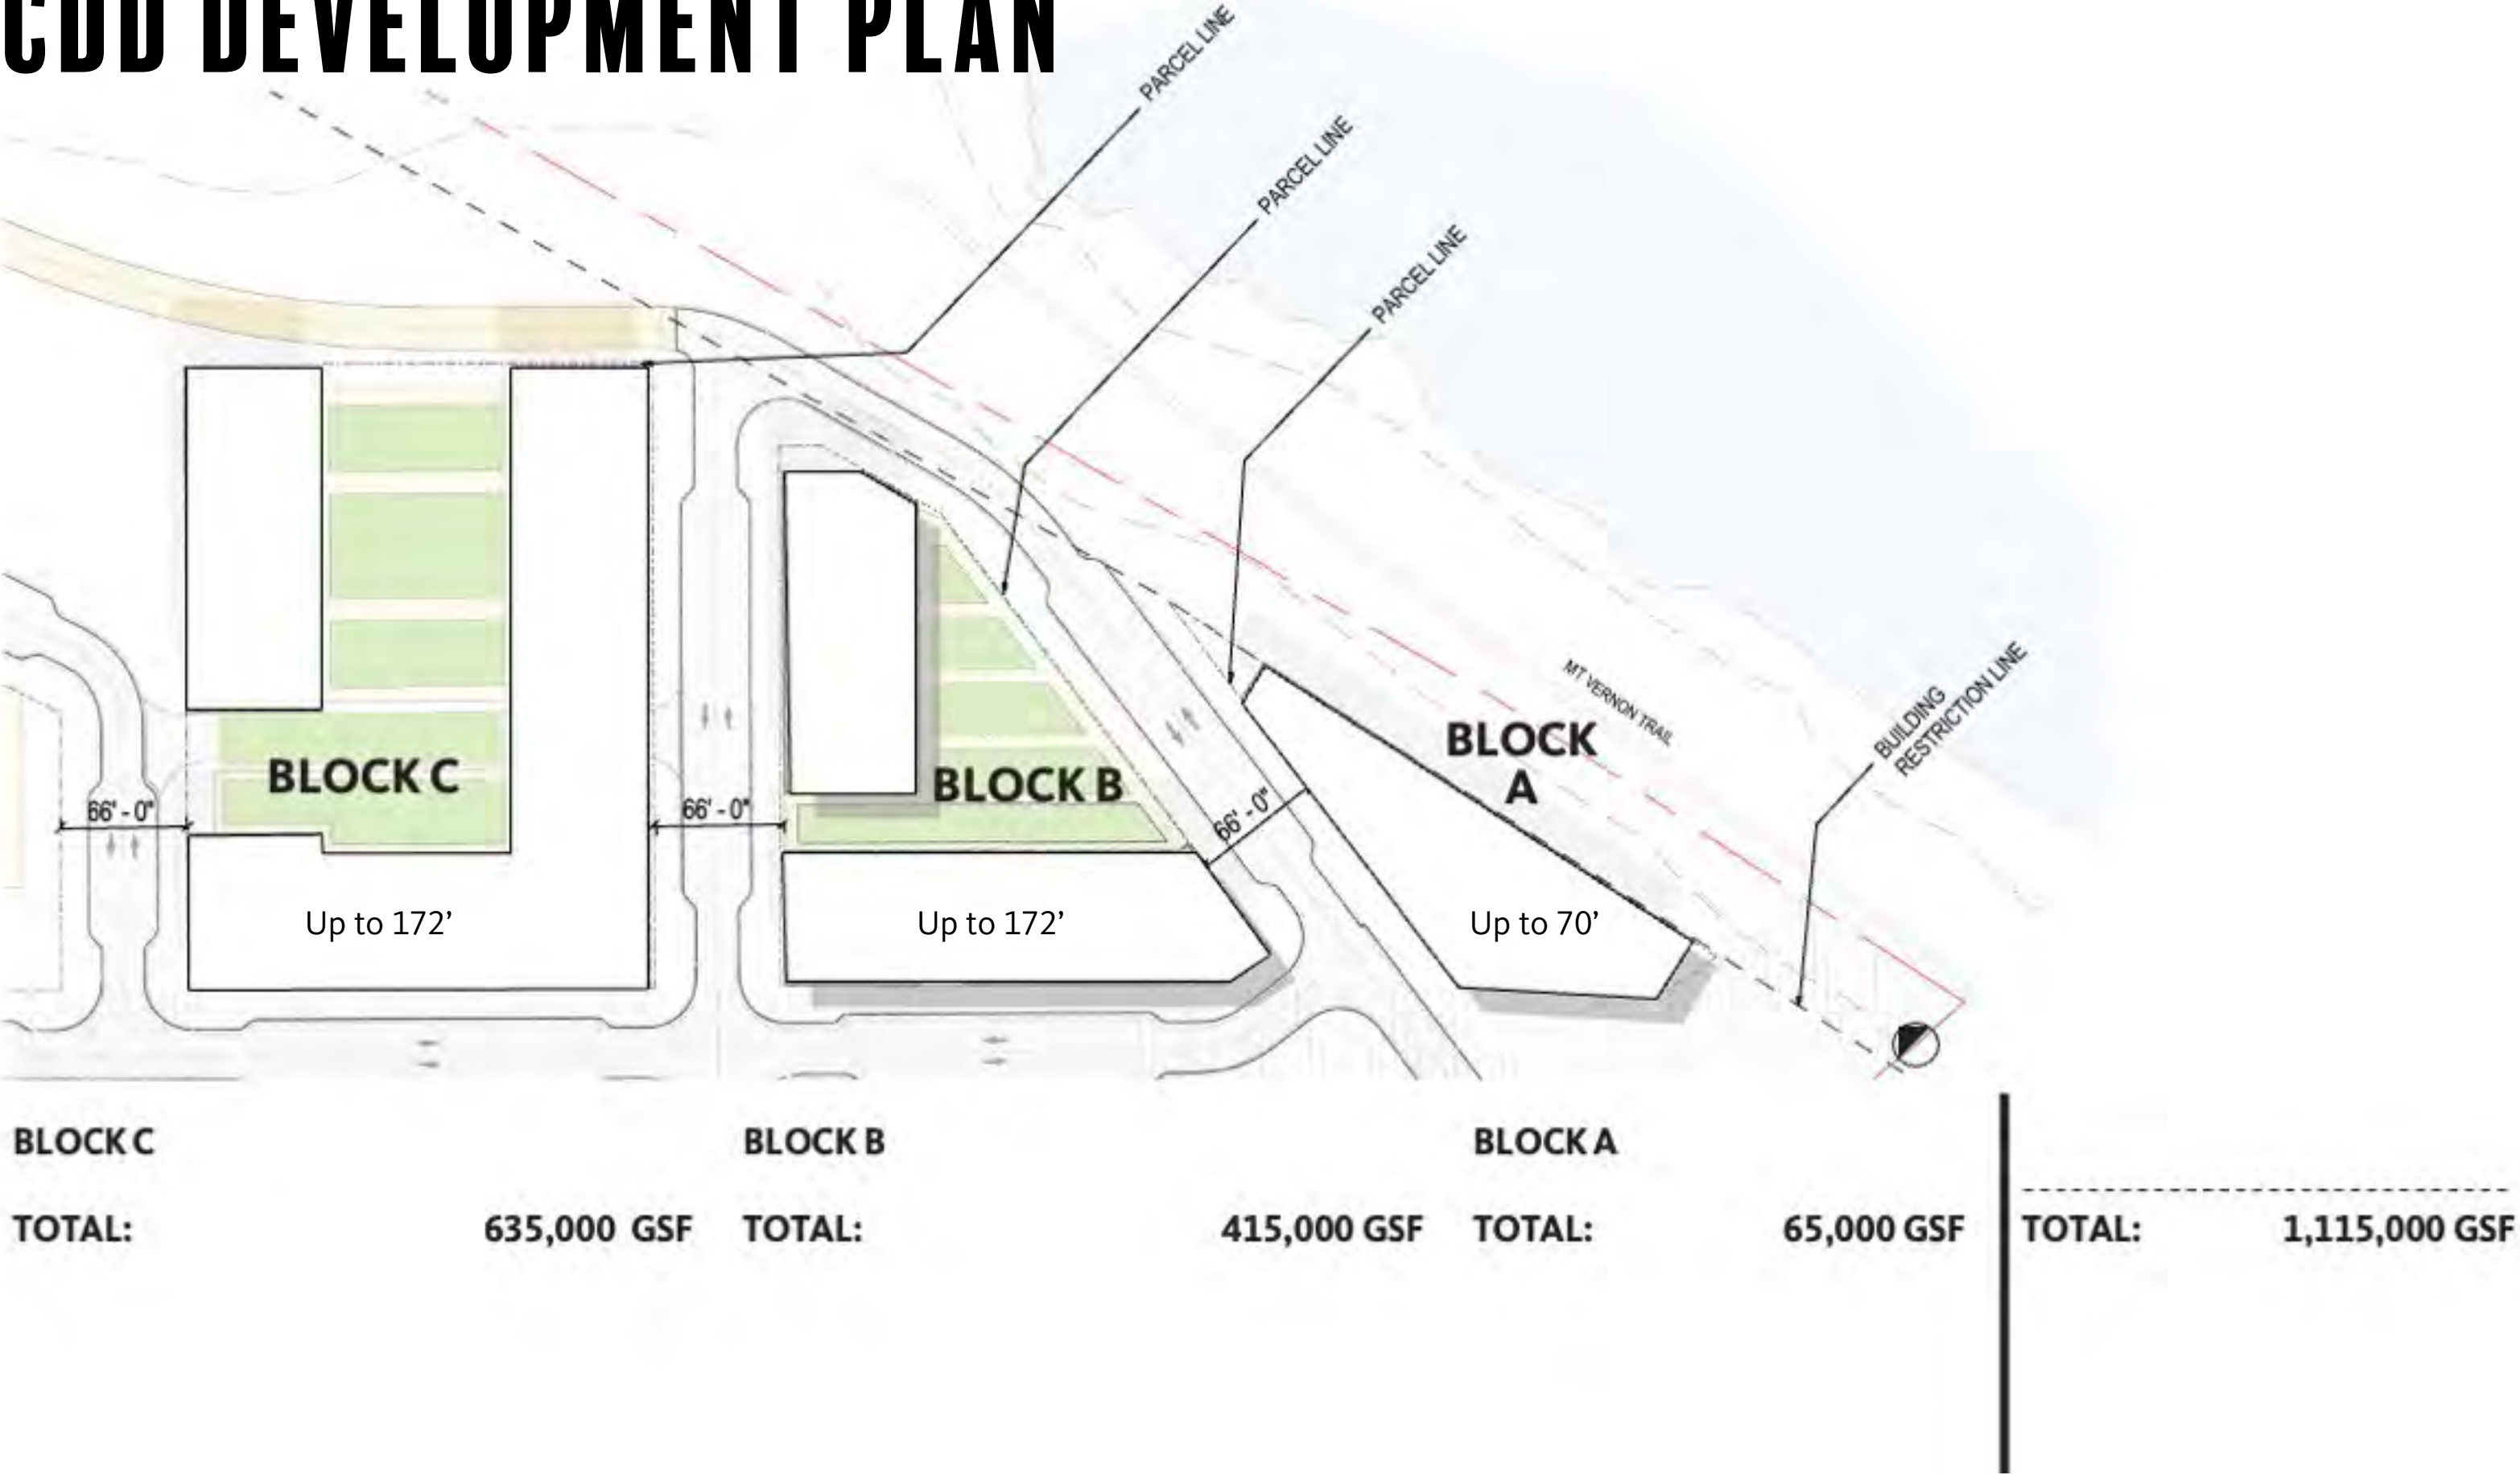 CDD DEVELOPMENT PLAN
PARCEL LINE
PARCEL LINE
PARCEL LINE
MT VERNON TRAIL
BUILDING
RESTRICTION LINE
BLOCK
A
BLOCK C
BLOCK B
66' - 0"
66' - 0"
66' - 0"
Up to 172’
Up to 172’
Up to 70’
BLOCK C
TOTAL: 635,000 GSF
BLOCK B
TOTAL: 415,000 GSF
BLOCK A
TOTAL: 65,000 GSF
TOTAL: 1,115,000 GSF